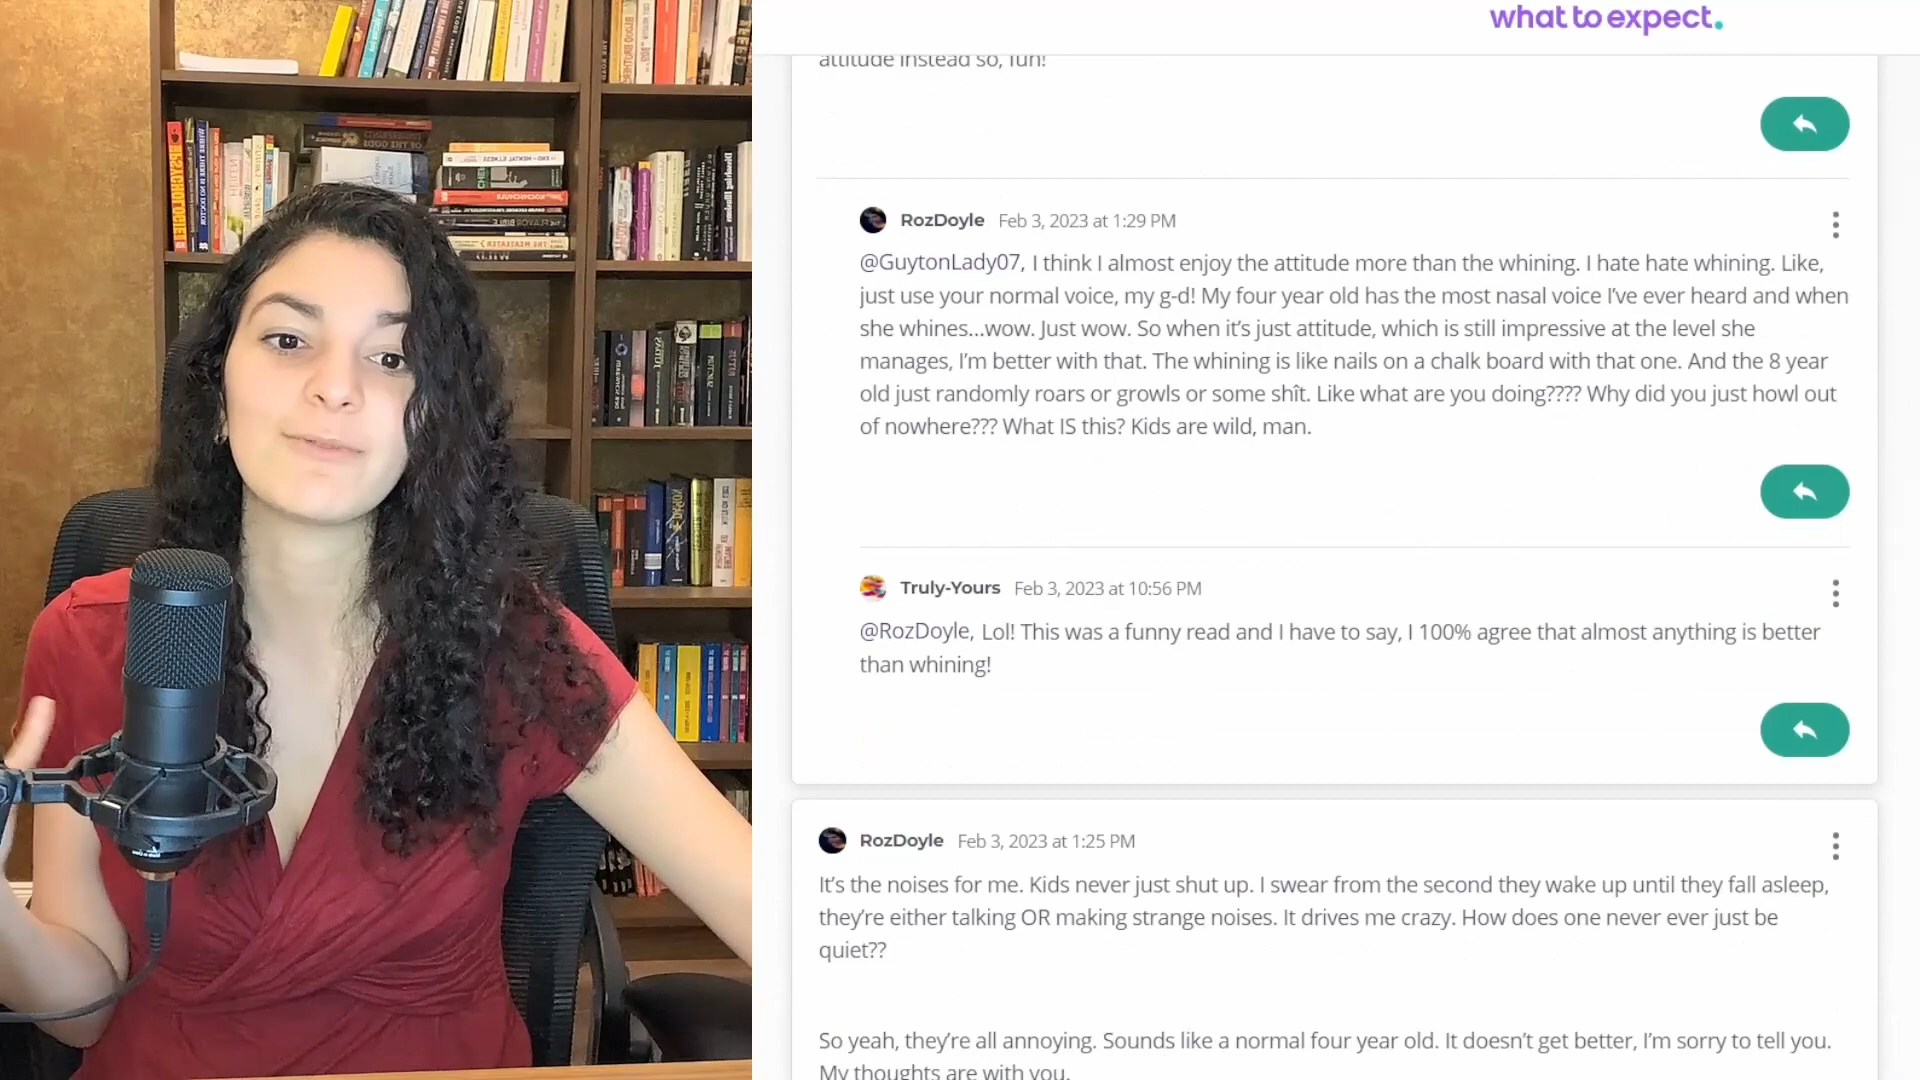 what to expect.
attitude instead so, fun!
RozDoyle Feb 3, 2023 at 1:29 PM
@GuytonLady07, I think I almost enjoy the attitude more than the whining. I hate hate whining. Like,
just use your normal voice, my g-d! My four year old has the most nasal voice I've ever heard and when
she whines...wow. Just wow. So when it's just attitude, which is still impressive at the level she
manages, I'm better with that. The whining is like nails on a chalk board with that one. And the 8 year
old just randomly roars or growls or some shît. Like what are you doing???? Why did you just howl out
of nowhere??? What IS this? Kids are wild, man.
Truly-Yours Feb 3, 2023 at 10:56 PM
@RozDoyle, Lol! This was a funny read and I have to say, I 100% agree that almost anything is better
than whining!
RozDoyle Feb 3, 2023 at 1:25 PM
It's the noises for me. Kids never just shut up. I swear from the second they wake up until they fall asleep,
they're either talking OR making strange noises. It drives me crazy. How does one never ever just be
quiet??
So yeah, they're all annoying. Sounds like a normal four year old. It doesn't get better, I'm sorry to tell you.
My thoughts are with you.